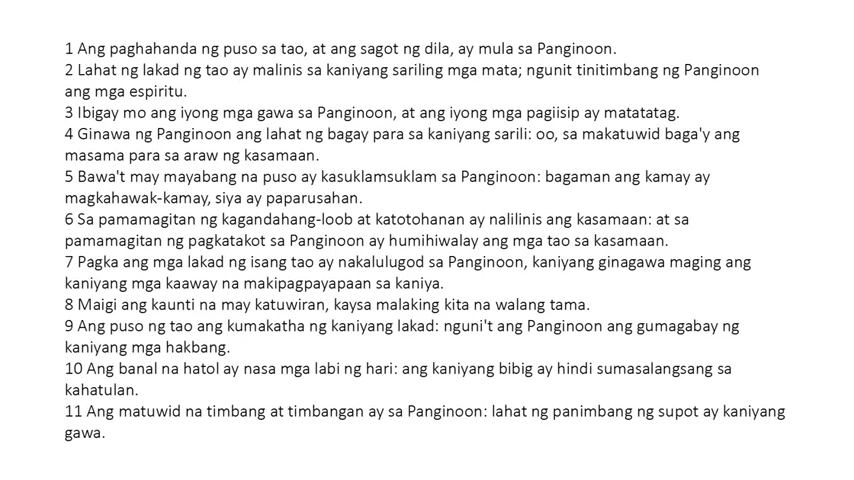 1 Ang paghahanda ng puso sa tao, at ang sagot ng dila, ay mula sa Panginoon.
2 Lahat ng lakad ng tao ay malinis sa kaniyang sariling mga mata; ngunit tinitimbang ng Panginoon
ang mga espiritu.
3 Ibigay mo ang iyong mga gawa sa Panginoon, at ang iyong mga pagiisip ay matatatag.
4 Ginawa ng Panginoon ang lahat ng bagay para sa kaniyang sarili: oo, sa makatuwid baga'y ang
masama para sa araw ng kasamaan.
5 Bawa't may mayabang na puso ay kasuklamsuklam sa Panginoon: bagaman ang kamay ay
magkahawak-kamay, siya ay paparusahan.
6 Sa pamamagitan ng kagandahang-loob at katotohanan ay nalilinis ang kasamaan: at sa
pamamagitan ng pagkatakot sa Panginoon ay humihiwalay ang mga tao sa kasamaan.
7 Pagka ang mga lakad ng isang tao ay nakalulugod sa Panginoon, kaniyang ginagawa maging ang
kaniyang mga kaaway na makipagpayapaan sa kaniya.
8 Maigi ang kaunti na may katuwiran, kaysa malaking kita na walang tama.
9 Ang puso ng tao ang kumakatha ng kaniyang lakad: nguni't ang Panginoon ang gumagabay ng
kaniyang mga hakbang.
10 Ang banal na hatol ay nasa mga labi ng hari: ang kaniyang bibig ay hindi sumasalangsang sa
kahatulan.
11 Ang matuwid na timbang at timbangan ay sa Panginoon: lahat ng panimbang ng supot ay kaniyang
gawa.